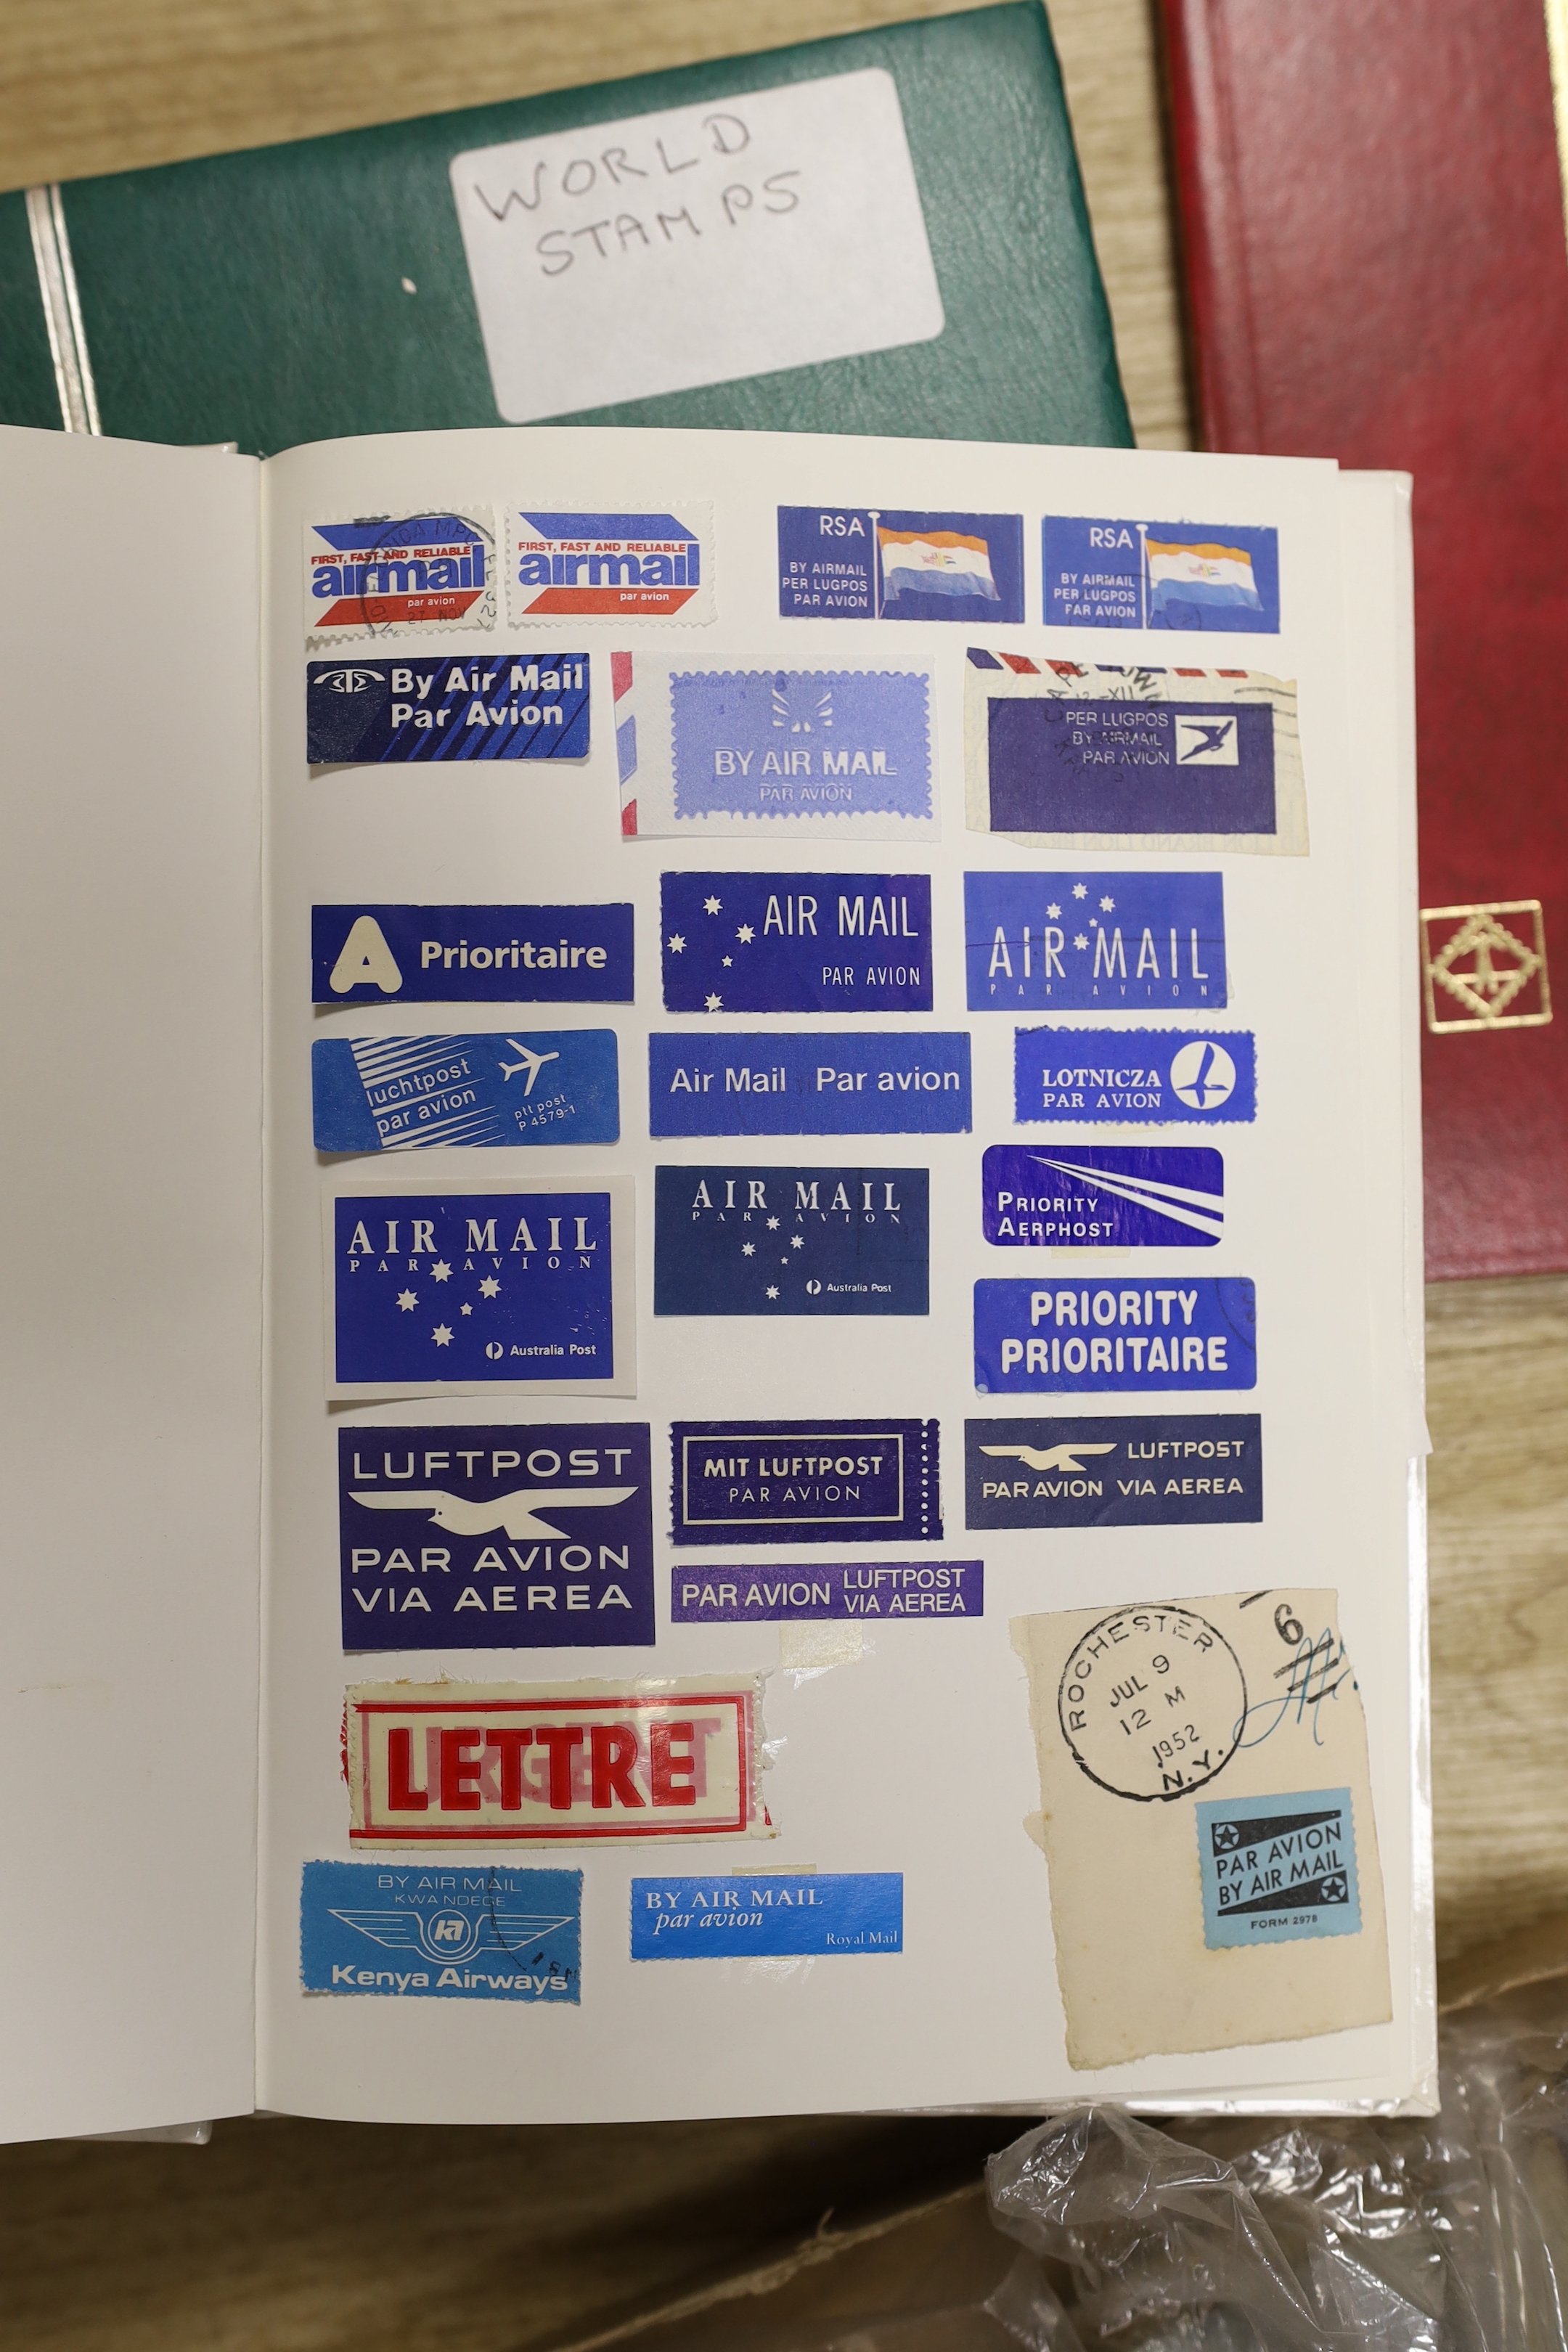 WORLD
STAMPS
FIRST, FAST AND RELIABLE
airmail
par avion
27 NOV
FIRST, FAST AND RELIABLE
airmail
par avion
RSA
BY AIRMAIL
PER LUGPOS
PAR AVION
RSA
BY AIRMAIL
PER LUGPOS
PAR AVION
By Air Mail
Par Avion
BY AIR MAIL
PAR AVION
PER LUGPOS
BY AIRMAIL
PAR AVION
A Prioritaire
AIR MAIL
PAR AVION
AIR MAIL
PAR AVION
luchtpost
par avion
ptt post
P 4579-1
Air Mail Par avion
LOTNICZA
PAR AVION
AIR MAIL
PAR AVION
Australia Post
AIR MAIL
PAR AVION
Australia Post
PRIORITY
AERPHOST
PRIORITY
PRIORITAIRE
LUFTPOST
PAR AVION
VIA AEREA
MIT LUFTPOST
PAR AVION
LUFTPOST
PAR AVION VIA AEREA
PAR AVION LUFTPOST
VIA AEREA
LETTRE
ROCHESTER
JUL 9
12 M
1952
N.Y.
6
PAR AVION
BY AIR MAIL
FORM 2978
BY AIR MAIL
KWA NDEGE
KA
Kenya Airways
BY AIR MAIL
par avion
Royal Mail